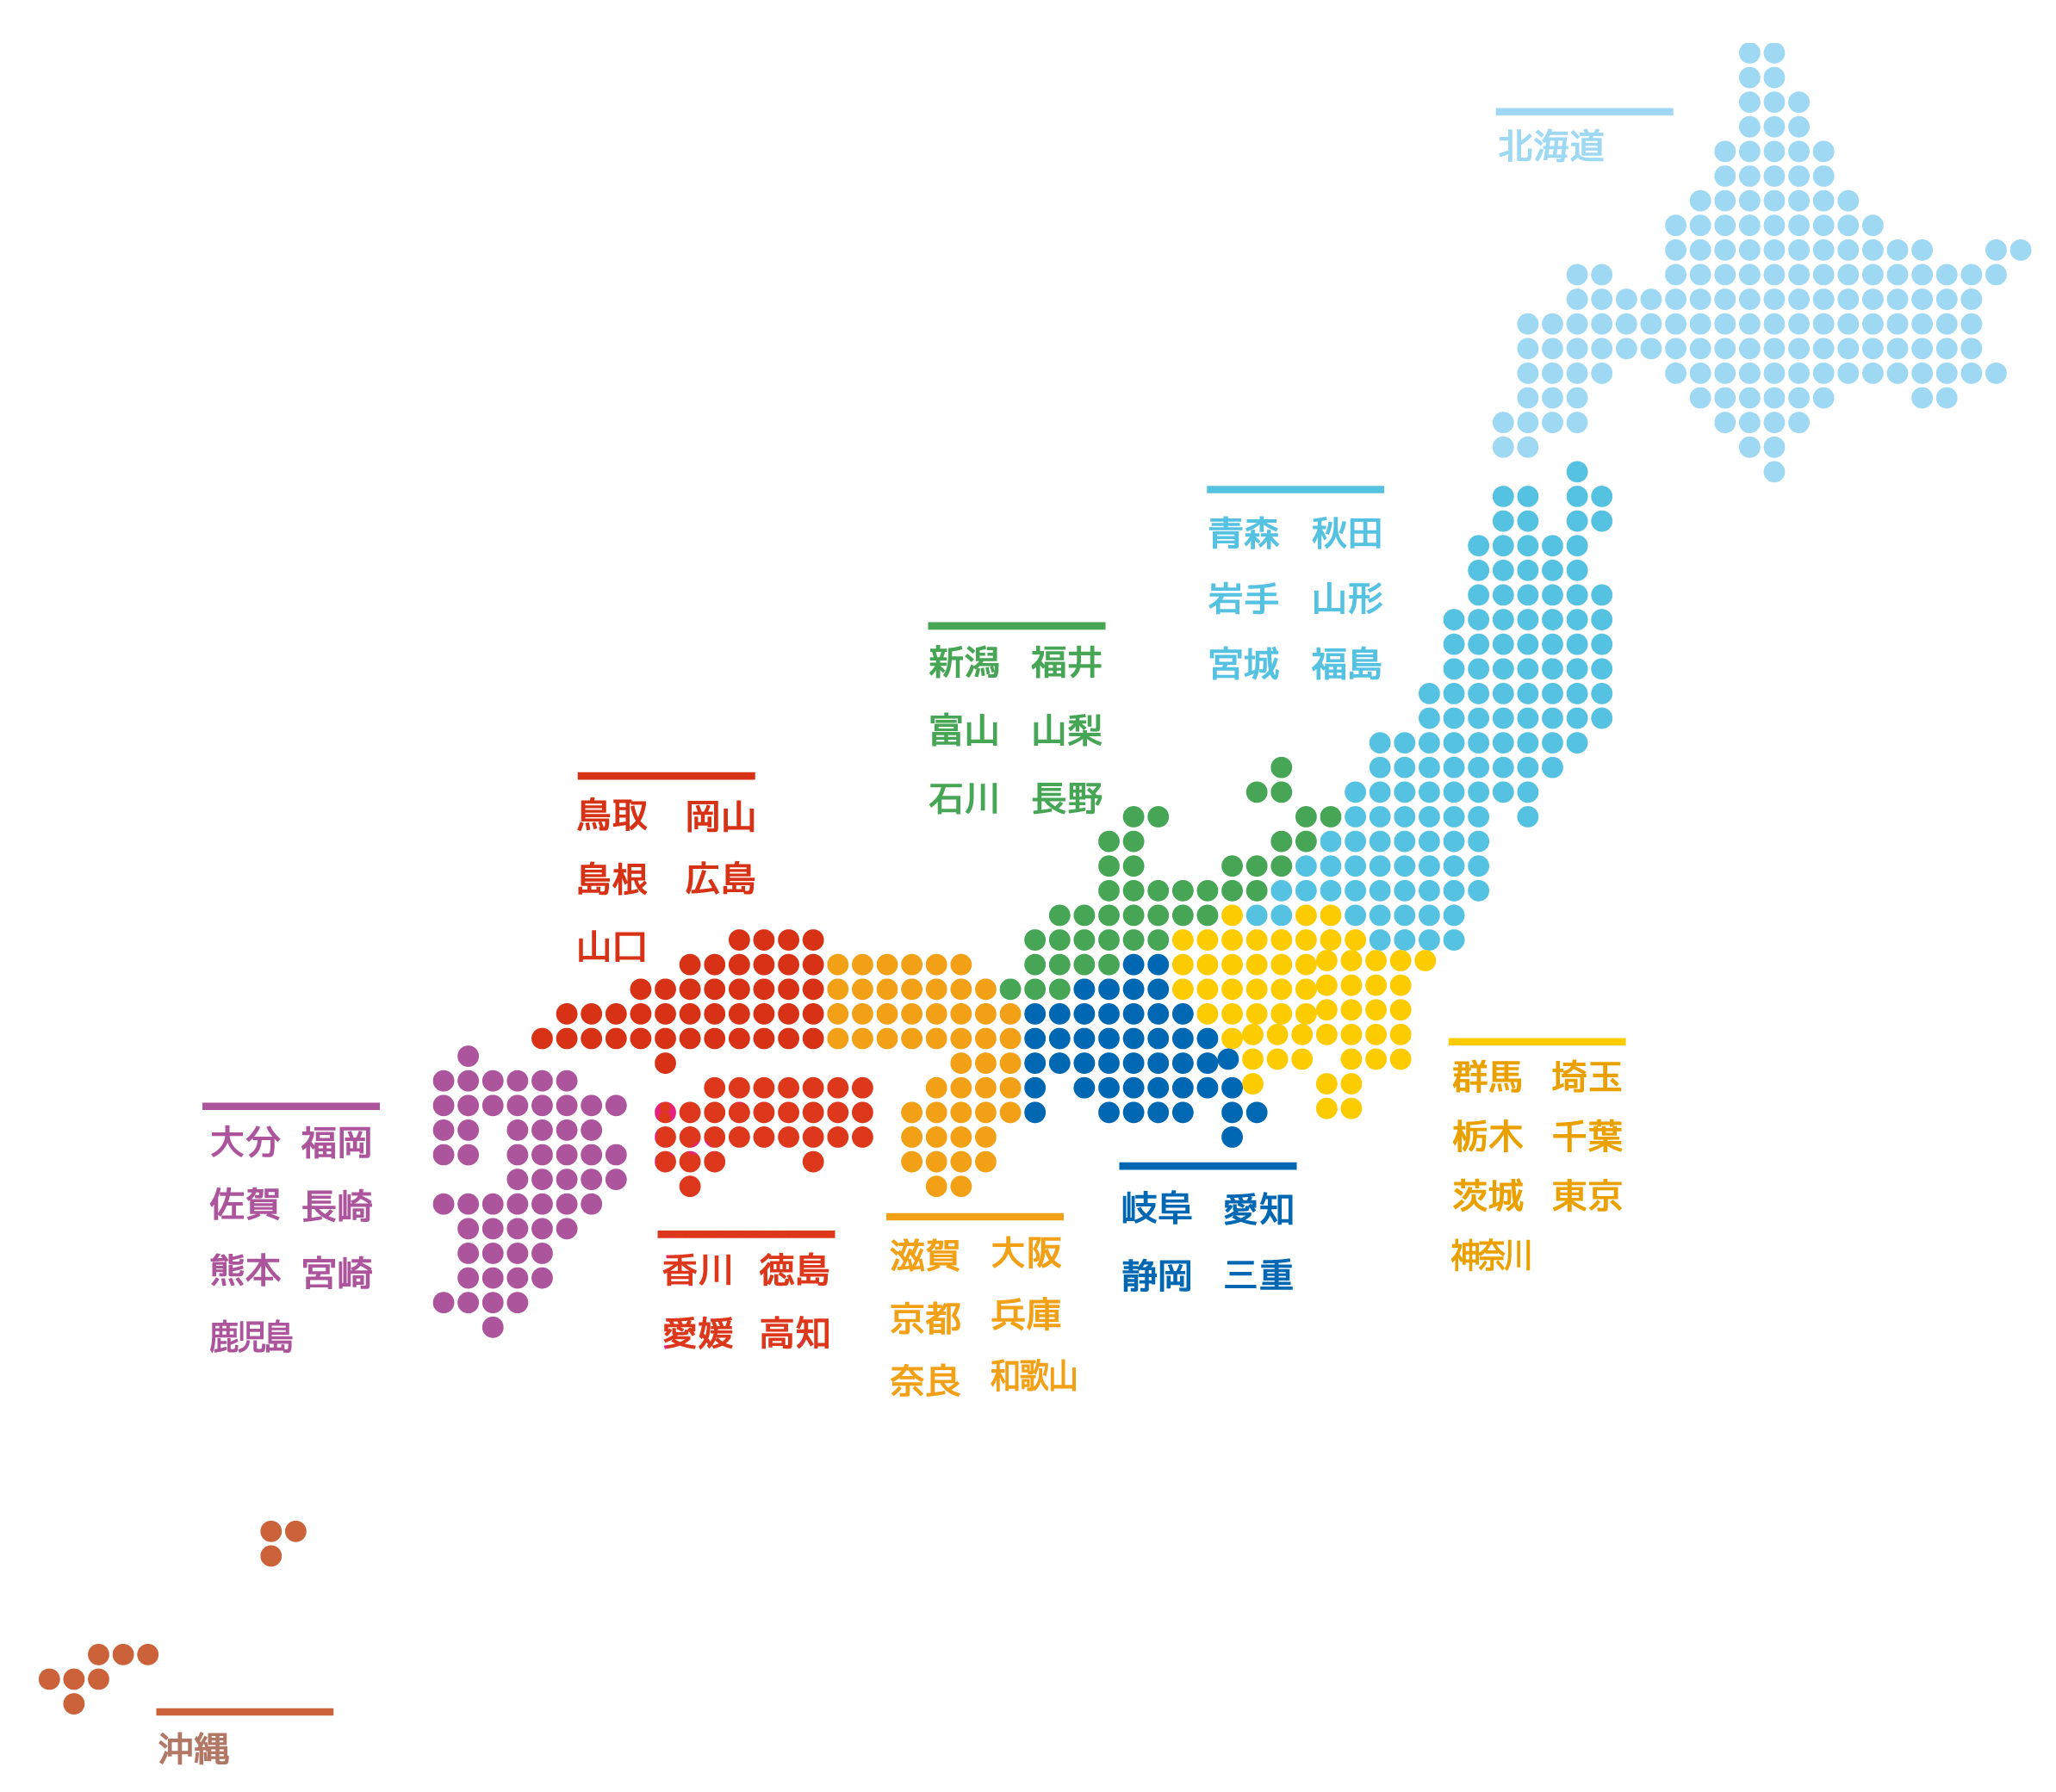 北海道
青森 秋田
岩手 山形
宮城 福島
新潟 福井
富山 山梨
石川 長野
鳥取 岡山
島根 広島
山口
群馬 埼玉
栃木 千葉
茨城 東京
神奈川
岐阜 愛知
静岡 三重
滋賀 大阪
京都 兵庫
奈良 和歌山
香川 徳島
愛媛 高知
大分 福岡
佐賀 長崎
熊本 宮崎
鹿児島
沖縄